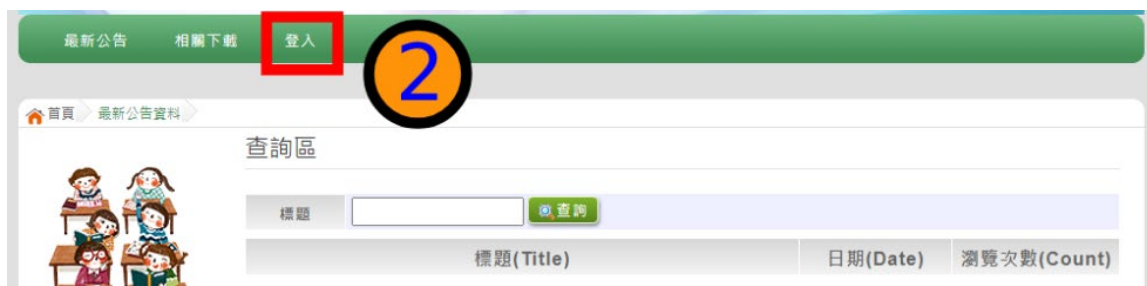 最新公告 相關下載 登入
2
首頁 最新公告資料
查詢區
標題 查詢
標題(Title) 日期(Date) 瀏覽次數(Count)